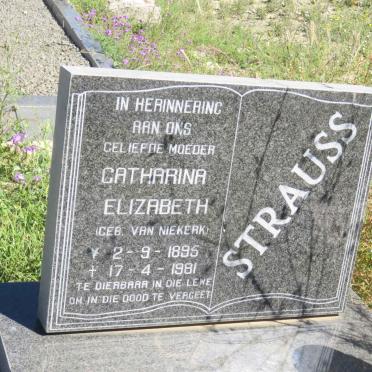 IN HERINNERING
AAN ONS
GELIEFDE MOEDER
CATHARINA
ELIZABETH
(GEB. VAN NIEKERK)
* 2-9-1895
† 17-4-1981
TE DIERBAAR IN DIE LEWE
OM IN DIE DOOD TE VERGEET
STRAUSS